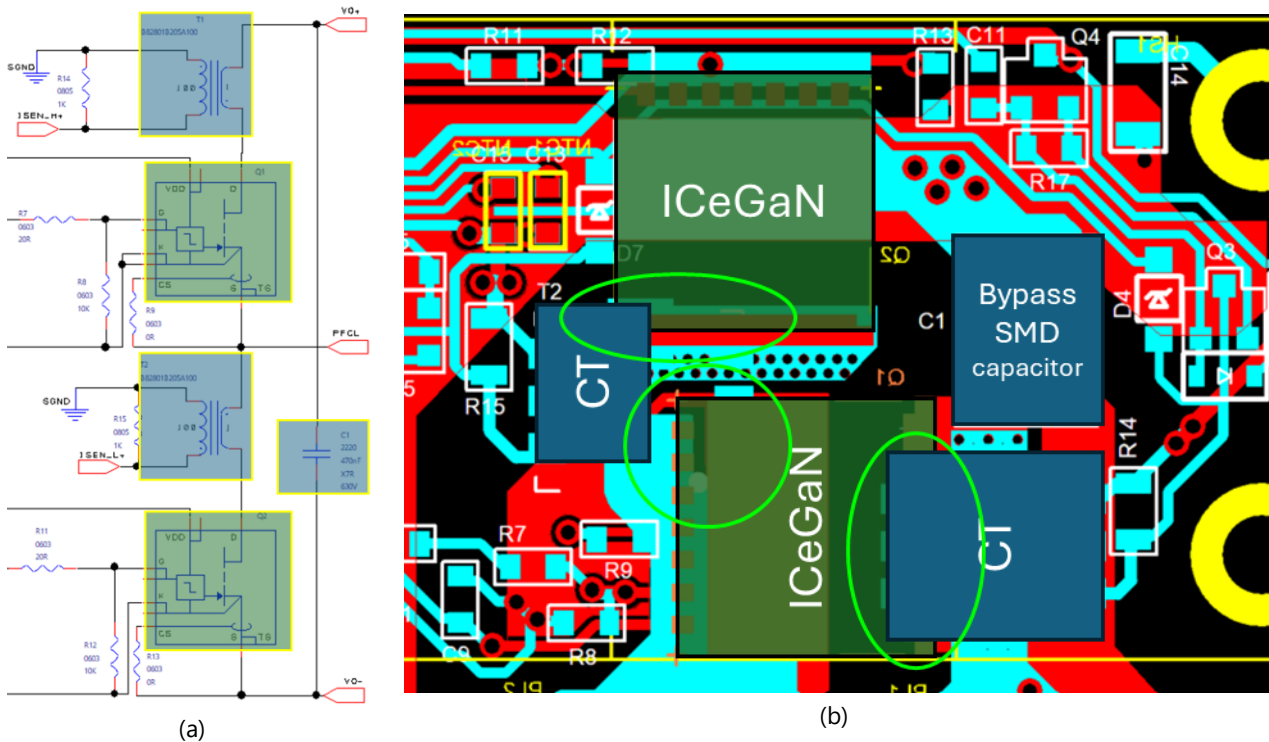 T1
B82801B205A100
VO+
SGND
R14
0805
1K
100
1
ISEN_H+
Q1
VDD
D
R7
0603
20R
G
K
CS
S
TS
R8
0603
10K
R9
0603
0R
PFCL
T2
B82801B205A100
SGND
R15
0805
1K
100
1
ISEN_L+
C1
2220
470nF
X7R
630V
Q2
VDD
D
R11
0603
20R
G
K
CS
S
TS
R12
0603
10K
R13
0603
0R
VO-
(a)
R11
R12
R13
C11
Q4
HS1
C14
NTC2
NTC1
C15
C13
R17
ICeGaN
D7
Q2
Q3
T2
C1
Bypass
SMD
capacitor
D4
CT
R15
Q1
R14
ICeGaN
CT
R7
R9
R8
C9
PL2
PL1
(b)